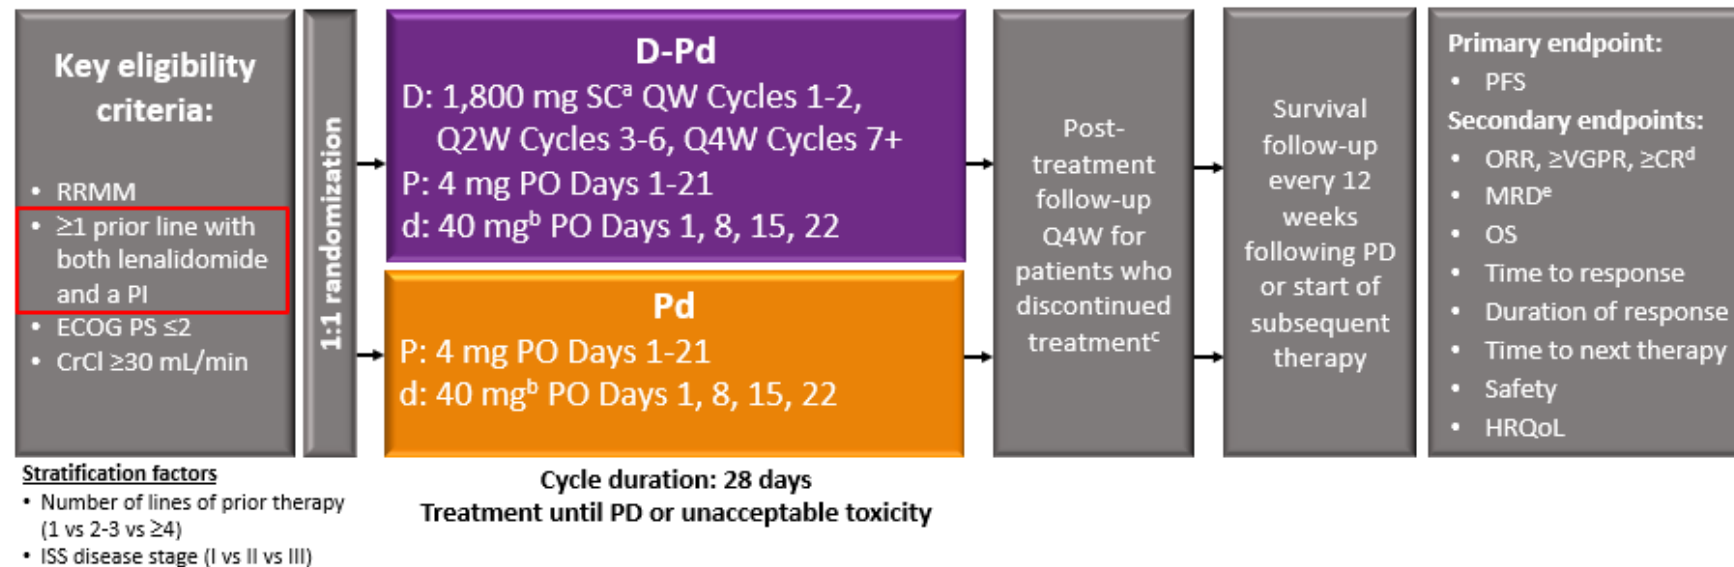 Key eligibility
criteria:
• RRMM
• ≥1 prior line with
both lenalidomide
and a PI
• ECOG PS ≤2
• CrCl ≥30 mL/min
1:1 randomization
D-Pd
D: 1,800 mg SCᵃ QW Cycles 1-2,
Q2W Cycles 3-6, Q4W Cycles 7+
P: 4 mg PO Days 1-21
d: 40 mgᵇ PO Days 1, 8, 15, 22
Pd
P: 4 mg PO Days 1-21
d: 40 mgᵇ PO Days 1, 8, 15, 22
Post-
treatment
follow-up
Q4W for
patients who
discontinued
treatmentᶜ
Survival
follow-up
every 12
weeks
following PD
or start of
subsequent
therapy
Primary endpoint:
• PFS
Secondary endpoints:
• ORR, ≥VGPR, ≥CRᵈ
• MRDᵉ
• OS
• Time to response
• Duration of response
• Time to next therapy
• Safety
• HRQoL
Stratification factors
• Number of lines of prior therapy
(1 vs 2-3 vs ≥4)
• ISS disease stage (I vs II vs III)
Cycle duration: 28 days
Treatment until PD or unacceptable toxicity